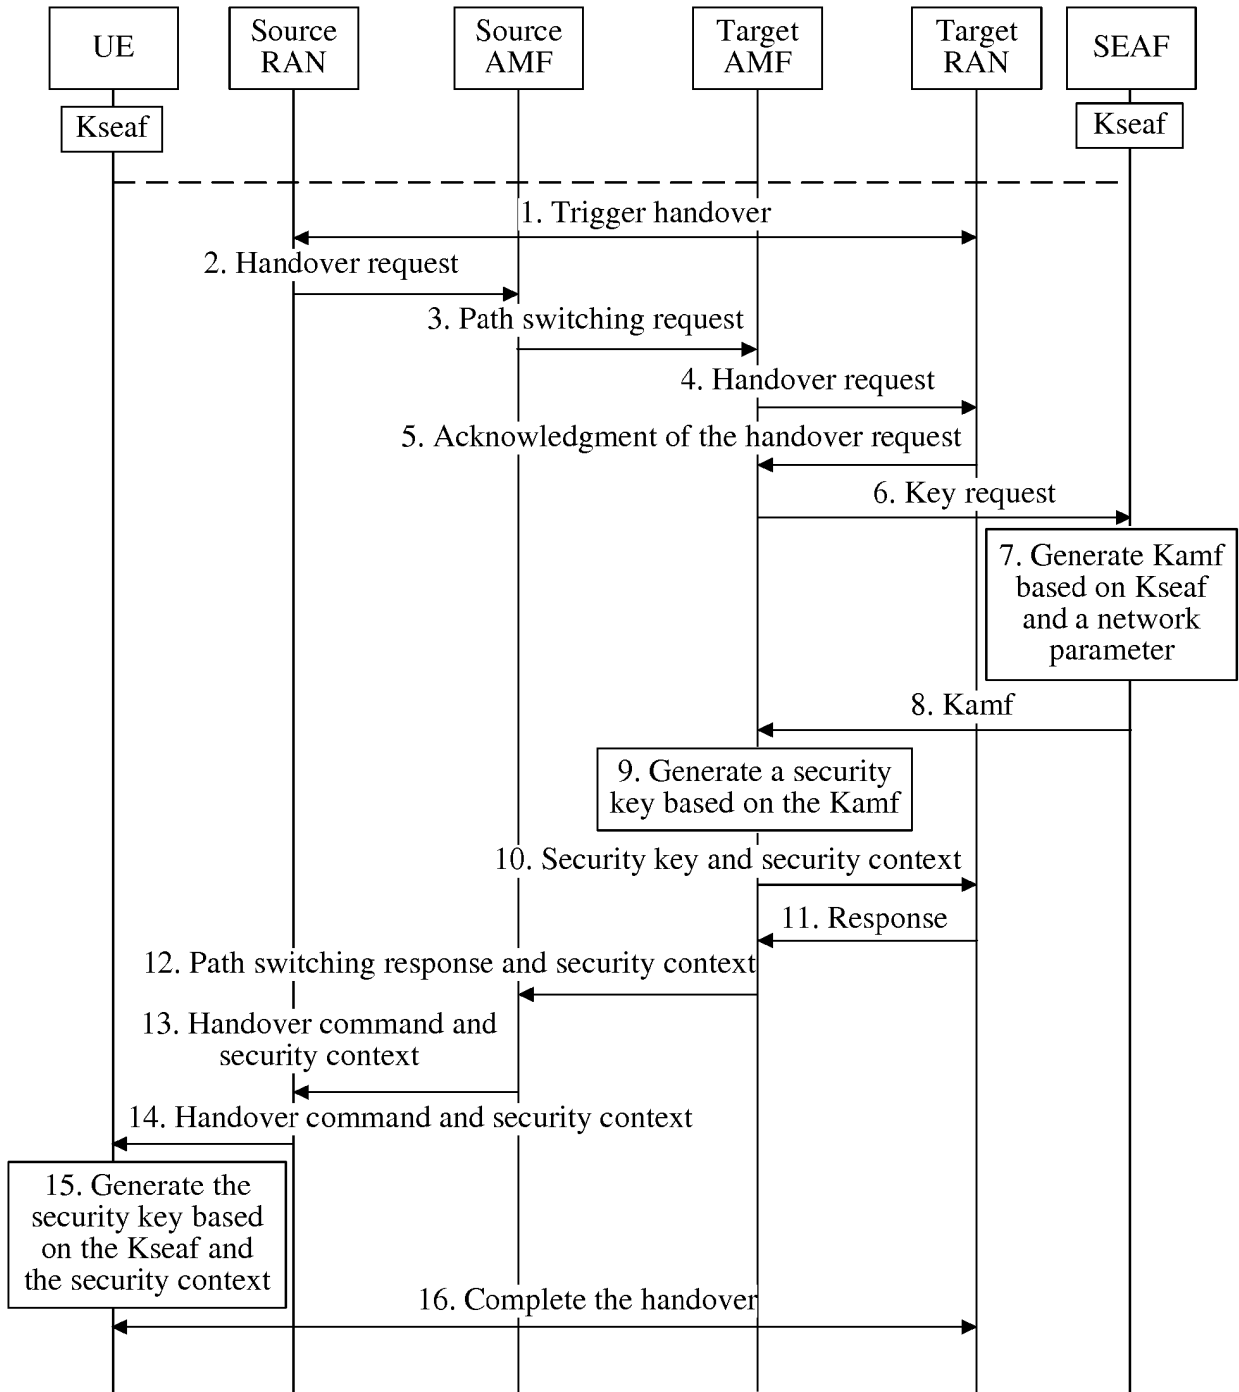 UE
Source
RAN
Source
AMF
Target
AMF
Target
RAN
SEAF
Kseaf
Kseaf
1. Trigger handover
2. Handover request
3. Path switching request
4. Handover request
5. Acknowledgment of the handover request
6. Key request
7. Generate Kamf
based on Kseaf
and a network
parameter
8. Kamf
9. Generate a security
key based on the Kamf
10. Security key and security context
11. Response
12. Path switching response and security context
13. Handover command and
security context
14. Handover command and security context
15. Generate the
security key based
on the Kseaf and
the security context
16. Complete the handover